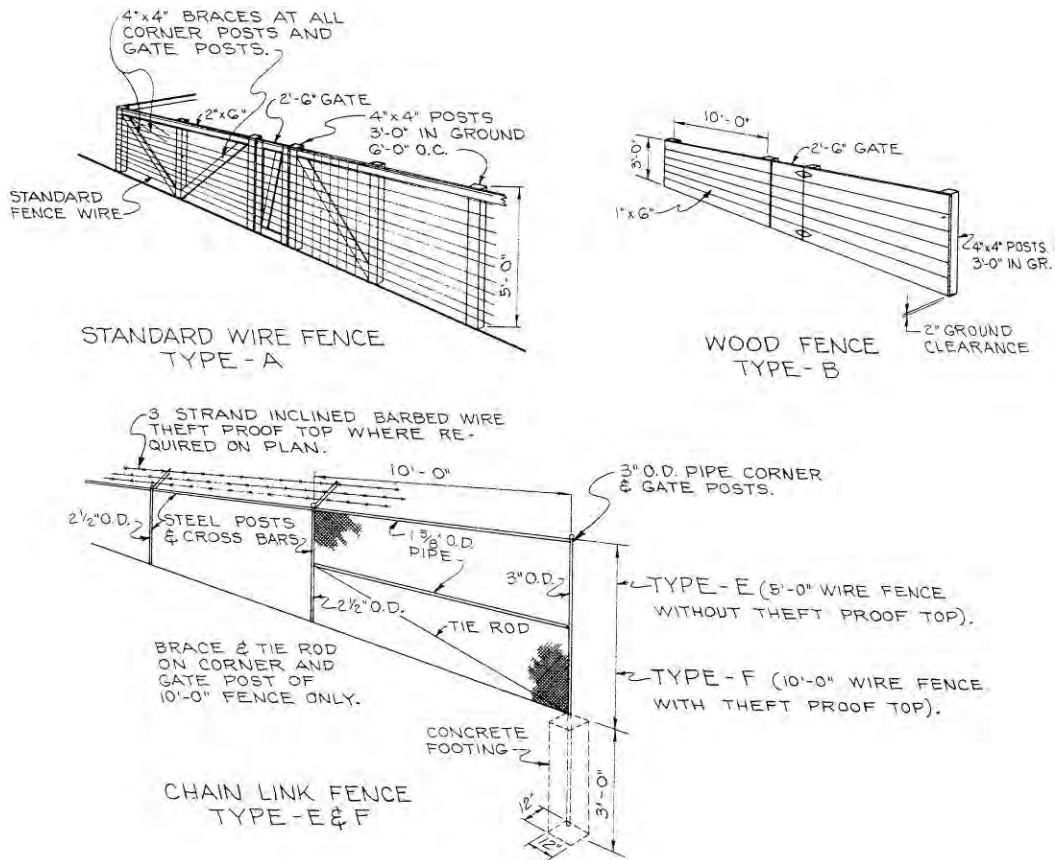 4"x4" BRACES AT ALL
CORNER POSTS AND
GATE POSTS.
2"x6"
2'-6" GATE
4"x4" POSTS
3'-0" IN GROUND
6'-0" O.C.
STANDARD
FENCE WIRE
5'-0"
STANDARD WIRE FENCE
TYPE-A
10'-0"
3'-0"
2'-6" GATE
1"x6"
4"x4" POSTS
3'-0" IN GR.
2" GROUND
CLEARANCE
WOOD FENCE
TYPE-B
3 STRAND INCLINED BARBED WIRE
THEFT PROOF TOP WHERE RE-
QUIRED ON PLAN.
10'-0"
3" O.D. PIPE CORNER
& GATE POSTS.
2 1/2" O.D.
STEEL POSTS
& CROSS BARS
1 5/8" O.D.
PIPE
3" O.D.
2 1/2" O.D.
TIE ROD
TYPE-E (5'-0" WIRE FENCE
WITHOUT THEFT PROOF TOP).
TYPE-F (10'-0" WIRE FENCE
WITH THEFT PROOF TOP).
BRACE & TIE ROD
ON CORNER AND
GATE POST OF
10'-0" FENCE ONLY.
CONCRETE
FOOTING
3'-0"
12"
12"
CHAIN LINK FENCE
TYPE-E & F